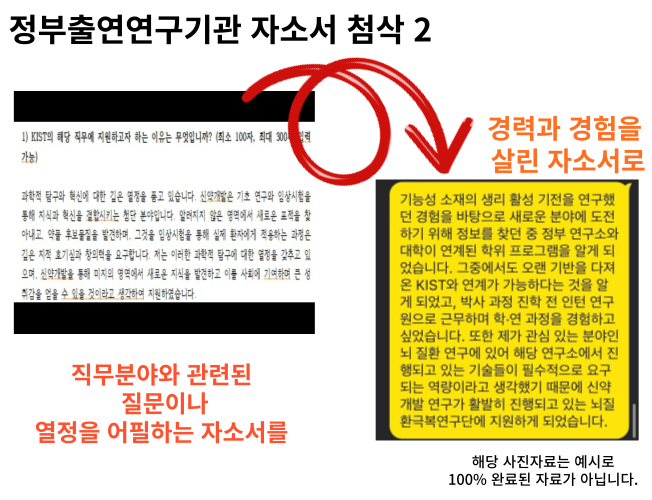 정부출연연구기관 자소서 첨삭 2
1) KIST의 해당 직무에 지원하고자 하는 이유는 무엇입니까? (최소 100자, 최대 300자 입력
가능)
과학적 탐구와 혁신에 대한 깊은 열정을 품고 있습니다. 신약개발은 기초 연구와 임상시험을
통해 지식과 혁신을 결합시키는 첨단 분야입니다. 알려지지 않은 영역에서 새로운 표적을 찾
아내고, 약물 후보물질을 발견하며, 그것을 임상시험을 통해 실제 환자에게 적용하는 과정은
깊은 지적 호기심과 창의력을 요구합니다. 저는 이러한 과학적 탐구에 대한 열정을 갖추고 있
으며, 신약개발을 통해 미지의 영역에서 새로운 지식을 발견하고 이를 사회에 기여하며 큰 성
취감을 얻을 수 있을 것이라고 생각하여 지원하였습니다.
직무분야와 관련된
질문이나
열정을 어필하는 자소서를
경력과 경험을
살린 자소서로
기능성 소재의 생리 활성 기전을 연구했
던 경험을 바탕으로 새로운 분야에 도전
하기 위해 정보를 찾던 중 정부 연구소와
대학이 연계된 학위 프로그램을 알게 되
었습니다. 그중에서도 오랜 기반을 다져
온 KIST와 연계가 가능하다는 것을 알
게 되었고, 박사 과정 진학 전 인턴 연구
원으로 근무하며 학·연 과정을 경험하고
싶었습니다. 또한 제가 관심 있는 분야인
뇌 질환 연구에 있어 해당 연구소에서 진
행되고 있는 기술들이 필수적으로 요구
되는 역량이라고 생각했기 때문에 신약
개발 연구가 활발히 진행되고 있는 뇌질
환극복연구단에 지원하게 되었습니다.
해당 사진자료는 예시로
100% 완료된 자료가 아닙니다.